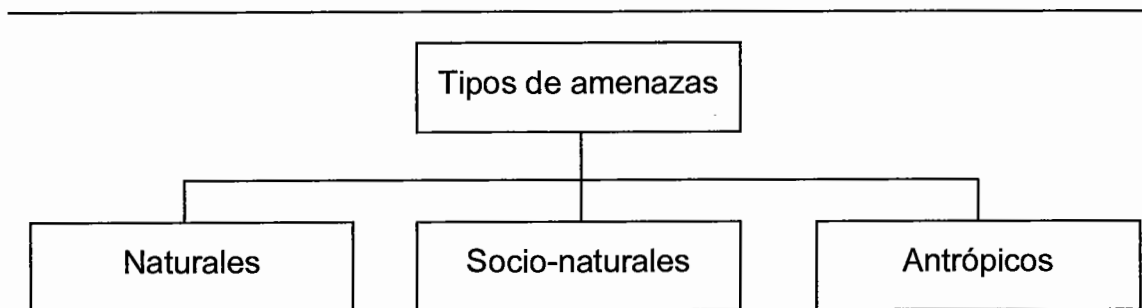 Tipos de amenazas
Naturales
Socio-naturales
Antrópicos